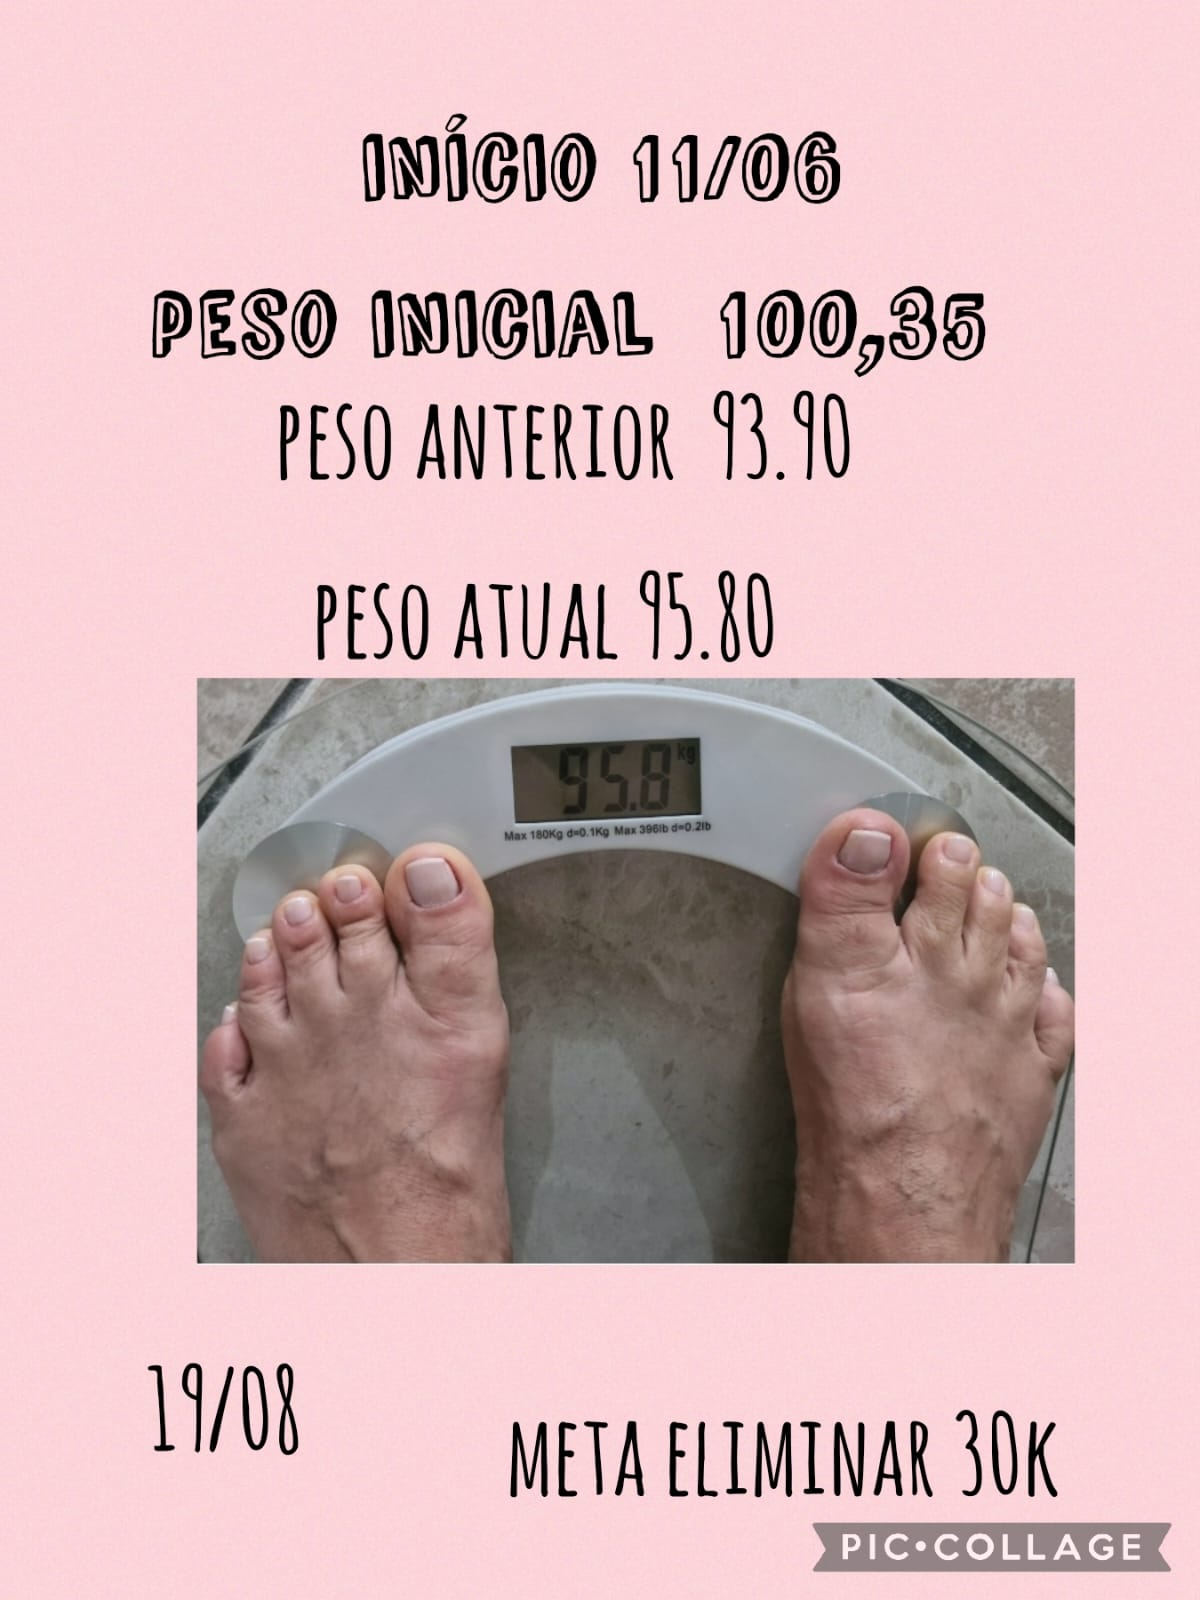 INÍCIO 11/06
PESO INICIAL 100,35
PESO ANTERIOR 93.90
PESO ATUAL 95.80
95.8 kg
Max 180Kg d=0.1Kg Max 396lb d=0.2lb
19/08
META ELIMINAR 30K
PIC•COLLAGE